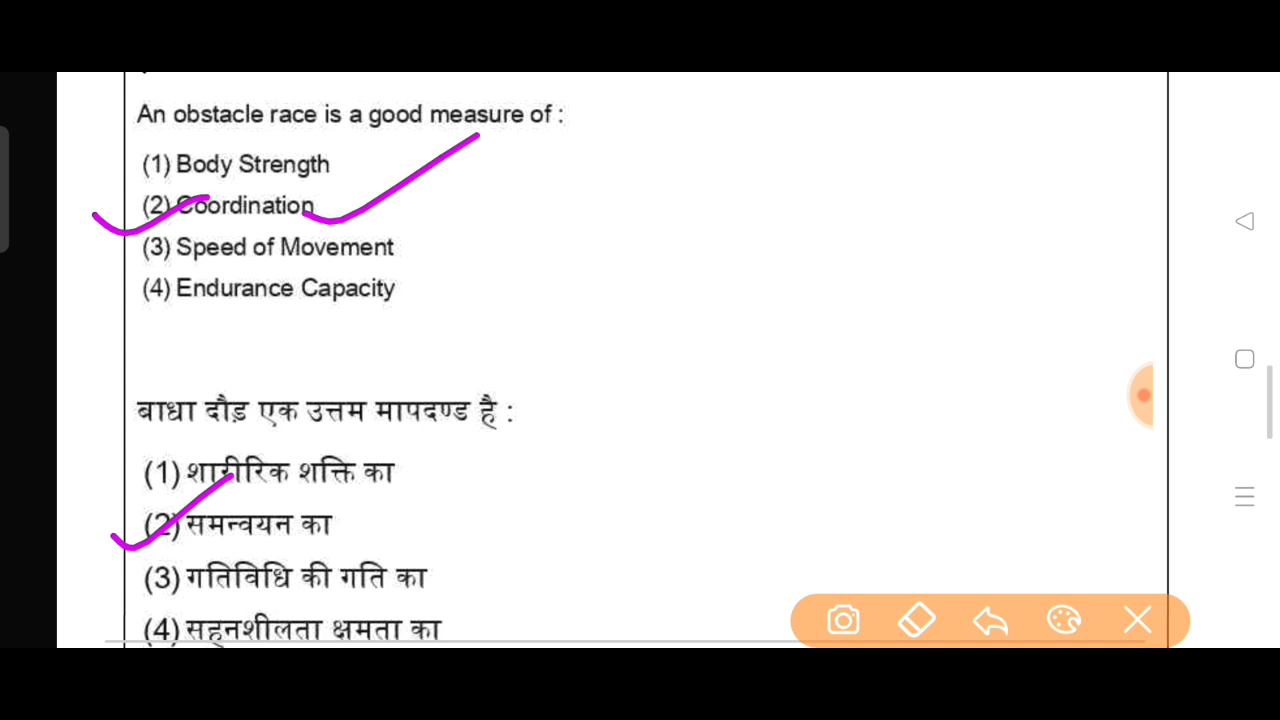 An obstacle race is a good measure of :
(1) Body Strength
(2) Coordination
(3) Speed of Movement
(4) Endurance Capacity
बाधा दौड़ एक उत्तम मापदण्ड है :
(1) शारीरिक शक्ति का
(2) समन्वयन का
(3) गतिविधि की गति का
(4) सहनशीलता क्षमता का